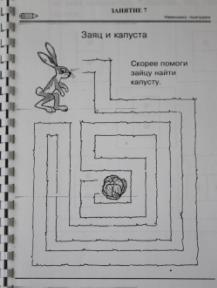 ЗАНЯТИЕ 7
Заяц и капуста
Скорее помоги
зайцу найти
капусту.